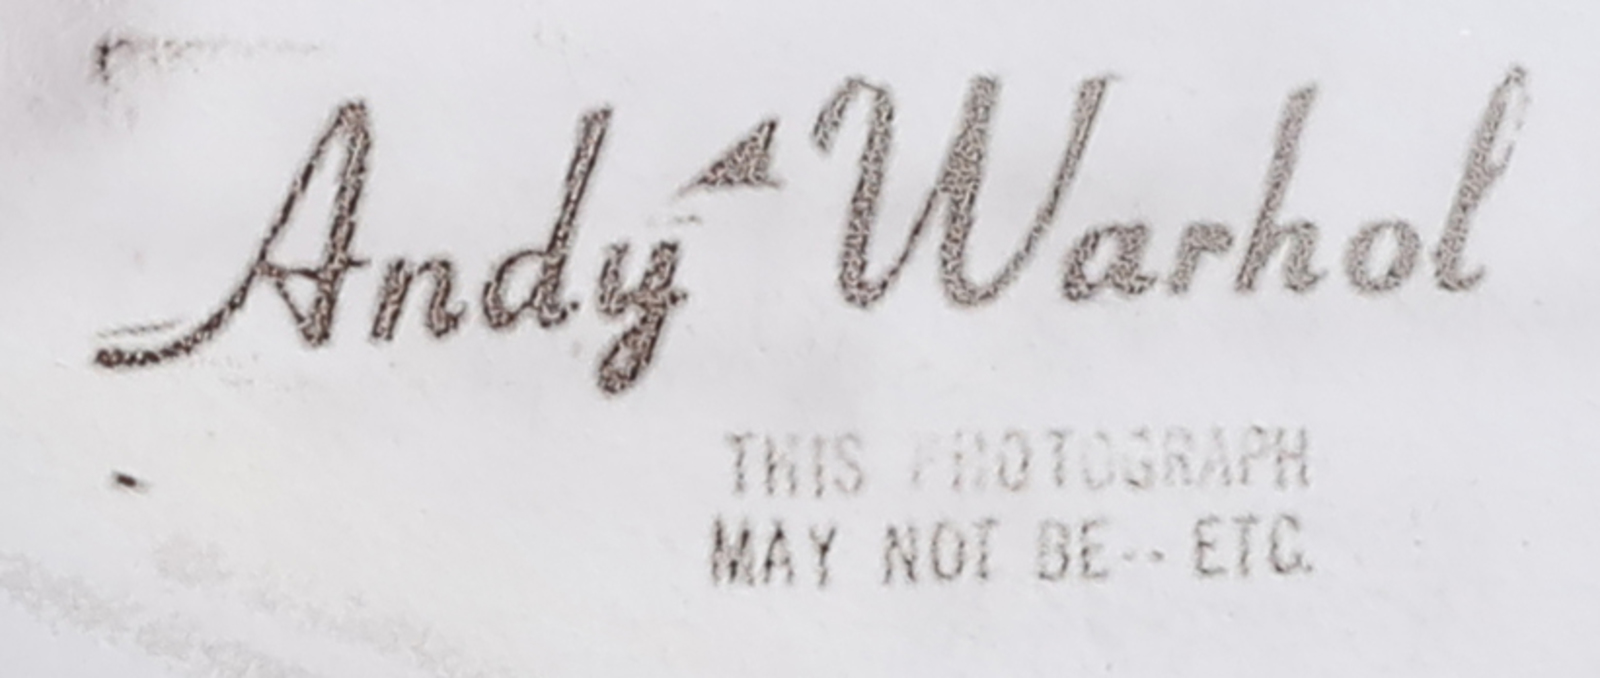 Andy Warhol
THIS PHOTOGRAPH
MAY NOT BE-- ETC.